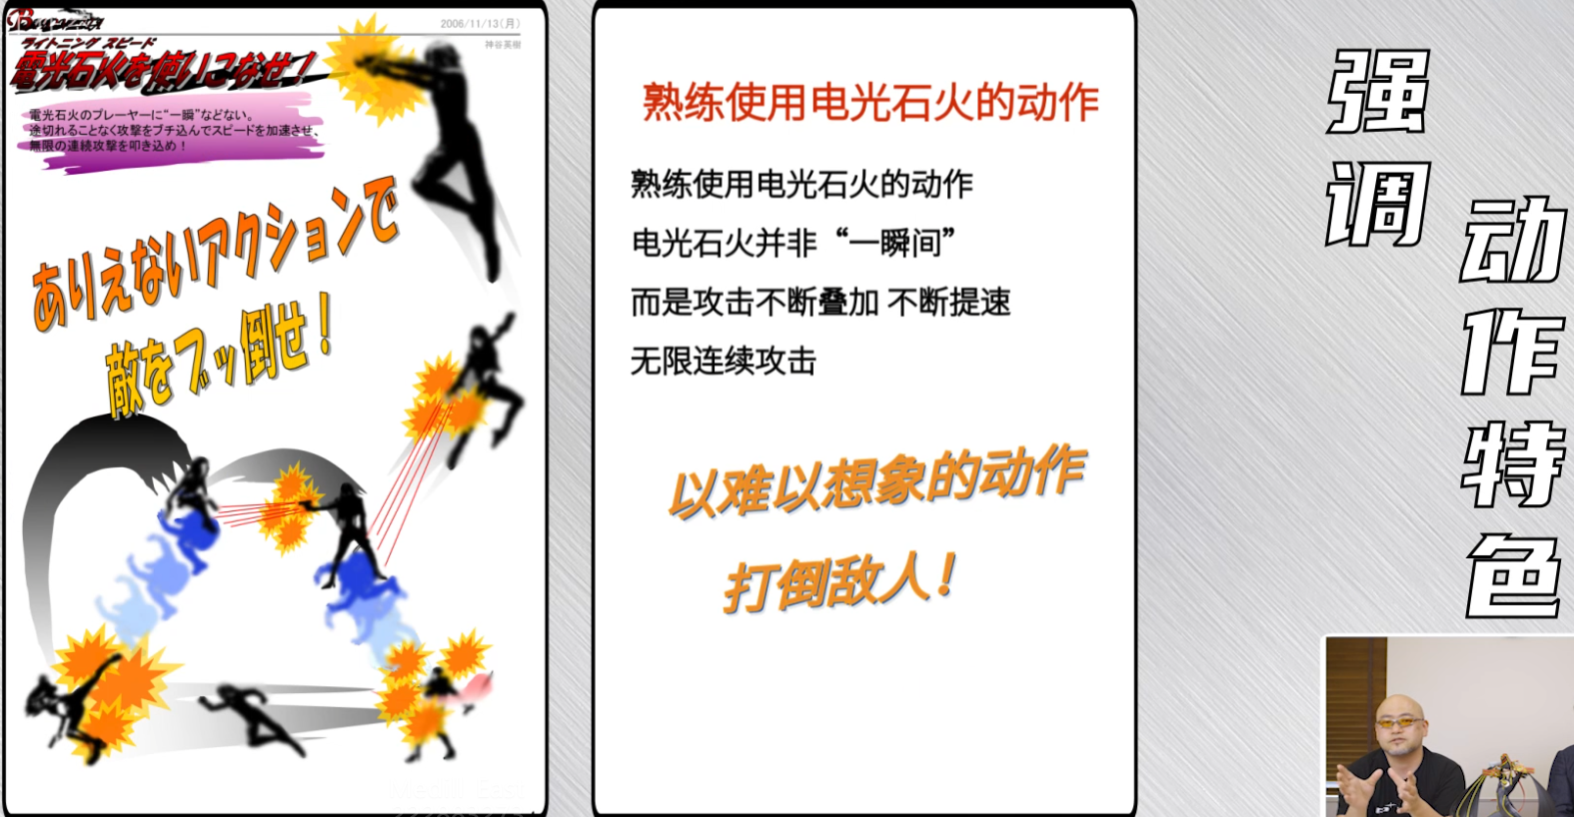 2006/11/13(月)
神谷英樹
ライトニング スピード
電光石火を使いこなせ！
電光石火のプレーヤーに“一瞬”などない。
途切れることなく攻撃をブチ込んでスピードを加速させ、
無限の連続攻撃を叩き込め！
ありえないアクションで
敵をブッ倒せ！
熟练使用电光石火的动作
熟练使用电光石火的动作
电光石火并非“一瞬间”
而是攻击不断叠加 不断提速
无限连续攻击
以难以想象的动作
打倒敌人！
强调
动作特色